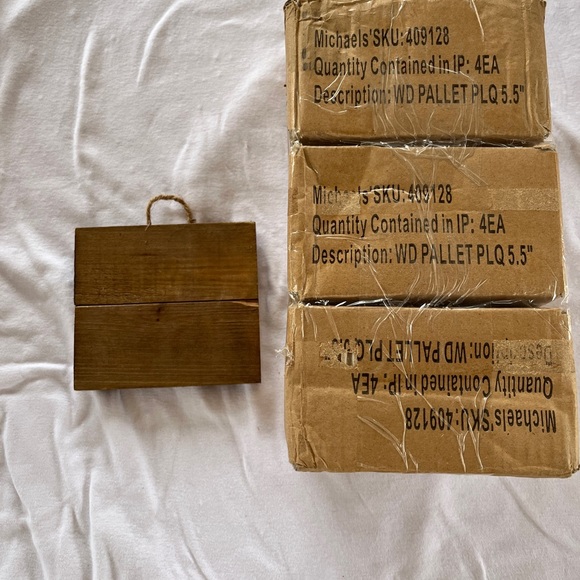 Michaels'SKU:409128
Quantity Contained in IP: 4EA
Description: WD PALLET PLQ 5.5"
Michaels'SKU:409128
Quantity Contained in IP: 4EA
Description: WD PALLET PLQ 5.5"
Michaels'SKU:409128
Quantity Contained in IP: 4EA
Description: WD PALLET PLQ 5.5"